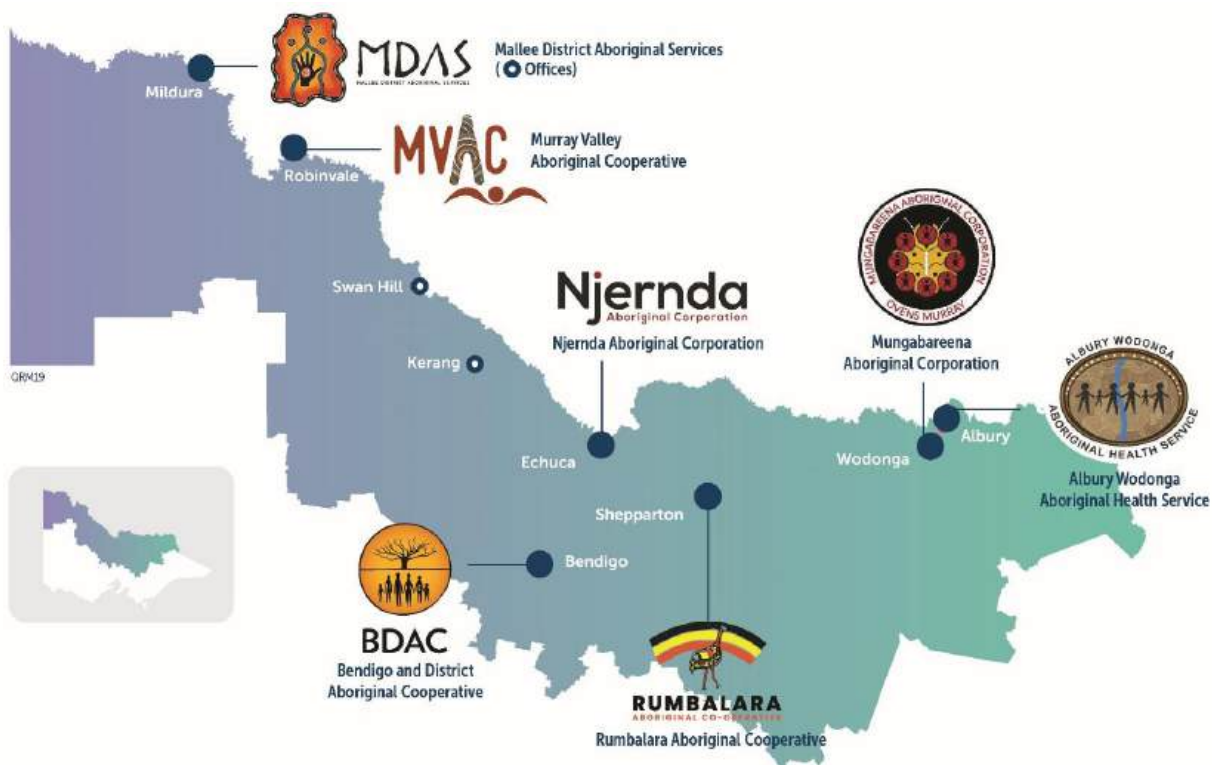 MDAS
MALLEE DISTRICT ABORIGINAL SERVICES
Mallee District Aboriginal Services
( Offices)
Mildura
MVAC
Murray Valley
Aboriginal Cooperative
Robinvale
MUNGABAREENA ABORIGINAL CORPORATION
OVENS MURRAY
Swan Hill
Njernda
Aboriginal Corporation
Njernda Aboriginal Corporation
Mungabareena
Aboriginal Corporation
ALBURY WODONGA
ABORIGINAL HEALTH SERVICE
Kerang
GRM19
Albury
Echuca
Wodonga
Albury Wodonga
Aboriginal Health Service
Shepparton
Bendigo
BDAC
Bendigo and District
Aboriginal Cooperative
RUMBALARA
ABORIGINAL CO-OPERATIVE
Rumbalara Aboriginal Cooperative